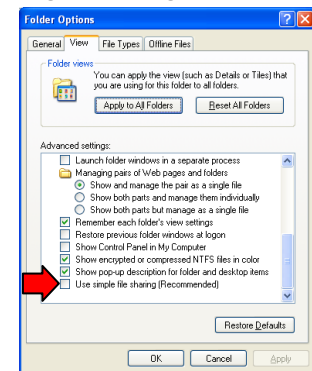 Folder Options
General View File Types Offline Files
Folder views
You can apply the view (such as Details or Tiles) that
you are using for this folder to all folders.
Apply to All Folders Reset All Folders
Advanced settings:
Launch folder windows in a separate process
Managing pairs of Web pages and folders
Show and manage the pair as a single file
Show both parts and manage them individually
Show both parts but manage as a single file
Remember each folder's view settings
Restore previous folder windows at logon
Show Control Panel in My Computer
Show encrypted or compressed NTFS files in color
Show pop-up description for folder and desktop items
Use simple file sharing (Recommended)
Restore Defaults
OK Cancel Apply